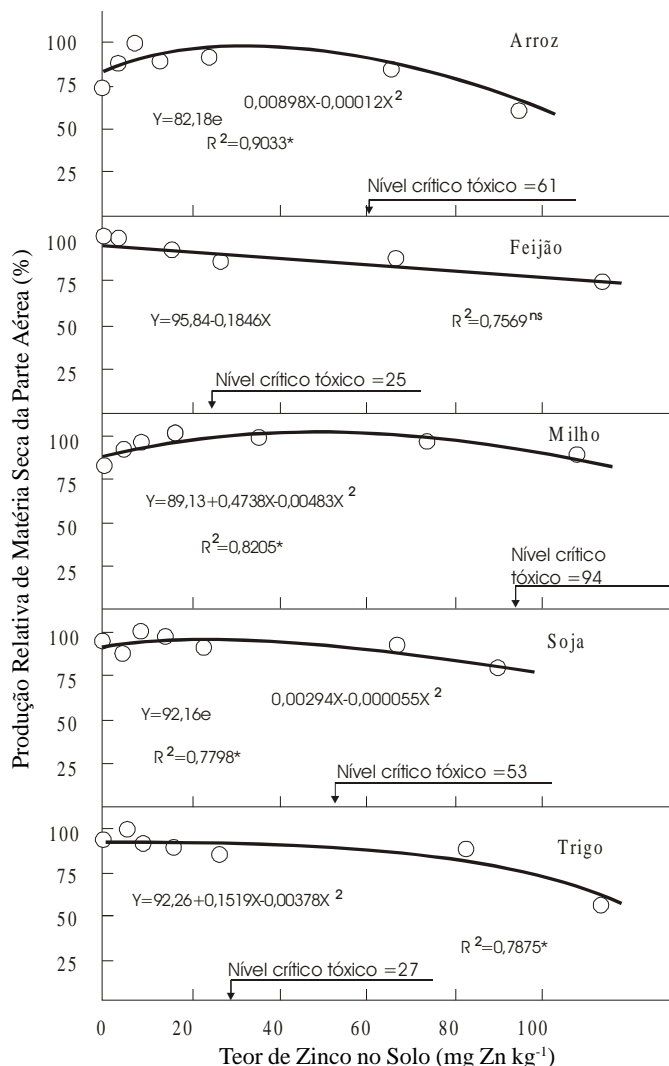 Produção Relativa de Matéria Seca da Parte Aérea (%)
100
75
50
25
Arroz
0,00898X-0,00012X²
Y=82,18e
R²=0,9033*
Nível crítico tóxico =61
100
75
50
25
Feijão
Y=95,84-0,1846X
R²=0,7569 ns
Nível crítico tóxico =25
100
75
50
25
Milho
Y=89,13+0,4738X-0,00483X²
R²=0,8205*
Nível crítico
tóxico =94
100
75
50
25
Soja
0,00294X-0,000055X²
Y=92,16e
R²=0,7798*
Nível crítico tóxico =53
100
75
50
25
Trigo
Y=92,26+0,1519X-0,00378X²
R²=0,7875*
Nível crítico tóxico =27
0 20 40 60 80 100
Teor de Zinco no Solo (mg Zn kg⁻¹)